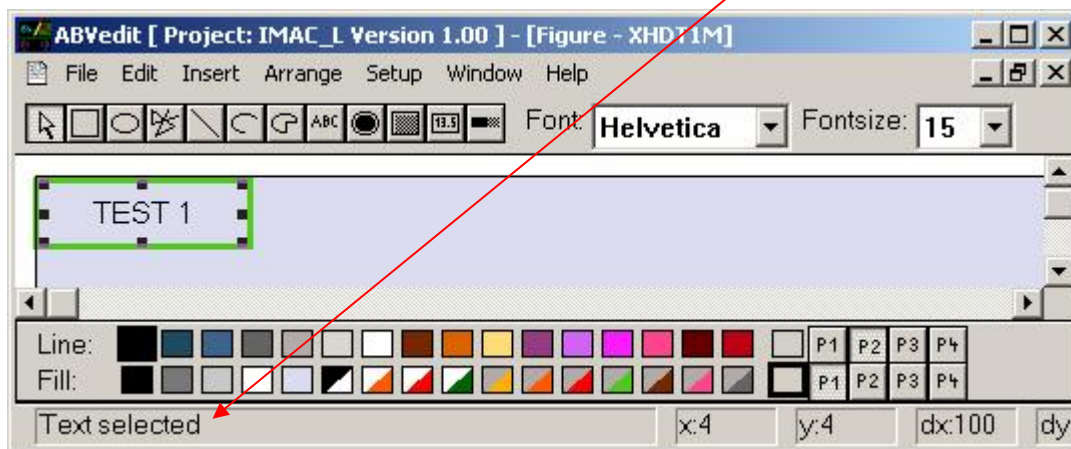 ABVedit [ Project: IMAC_L Version 1.00 ] - [Figure - XHDT1M]
File Edit Insert Arrange Setup Window Help
ABC 13.5 Font: Helvetica Fontsize: 15
TEST 1
Line: P1 P2 P3 P4
Fill: P1 P2 P3 P4
Text selected x:4 y:4 dx:100 dy